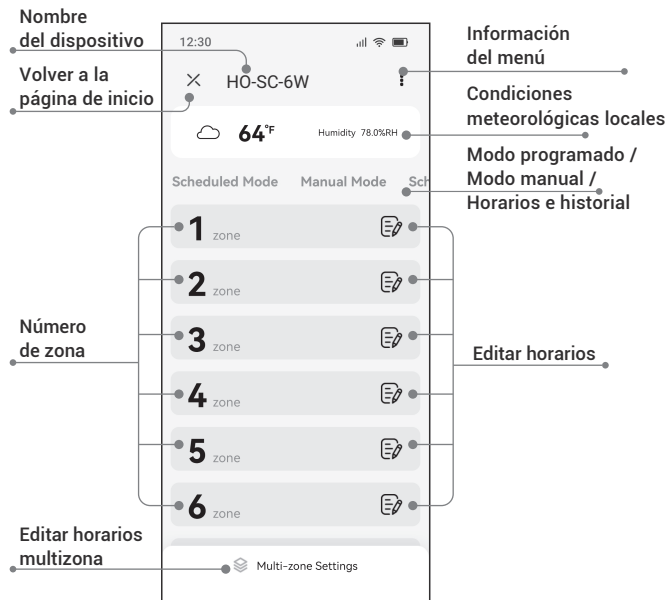 Nombre
del dispositivo
Volver a la
página de inicio
Número
de zona
Editar horarios
multizona
12:30
HO-SC-6W
64°F
Humidity 78.0%RH
Scheduled Mode Manual Mode Sch
1 zone
2 zone
3 zone
4 zone
5 zone
6 zone
Multi-zone Settings
Información
del menú
Condiciones
meteorológicas locales
Modo programado /
Modo manual /
Horarios e historial
Editar horarios